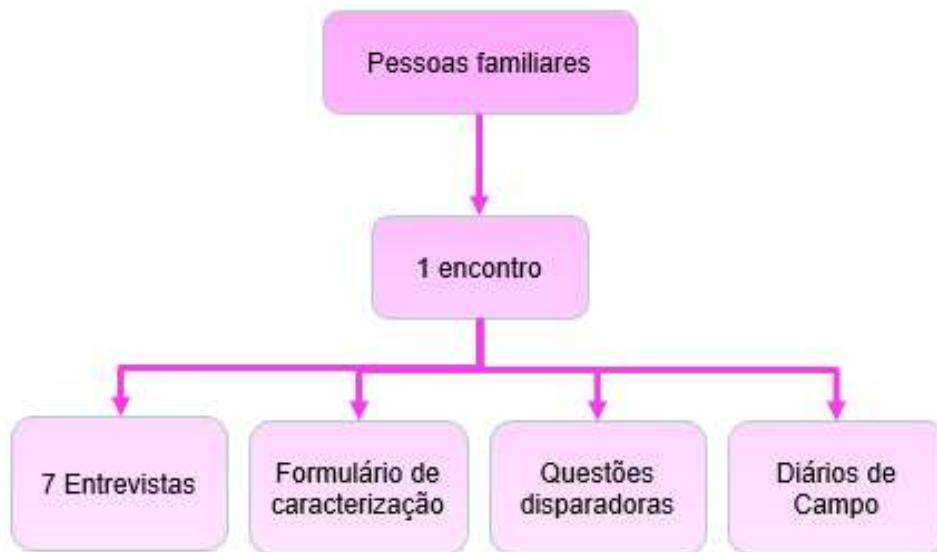 Pessoas familiares
1 encontro
7 Entrevistas
Formulário de
caracterização
Questões
disparadoras
Diários de
Campo